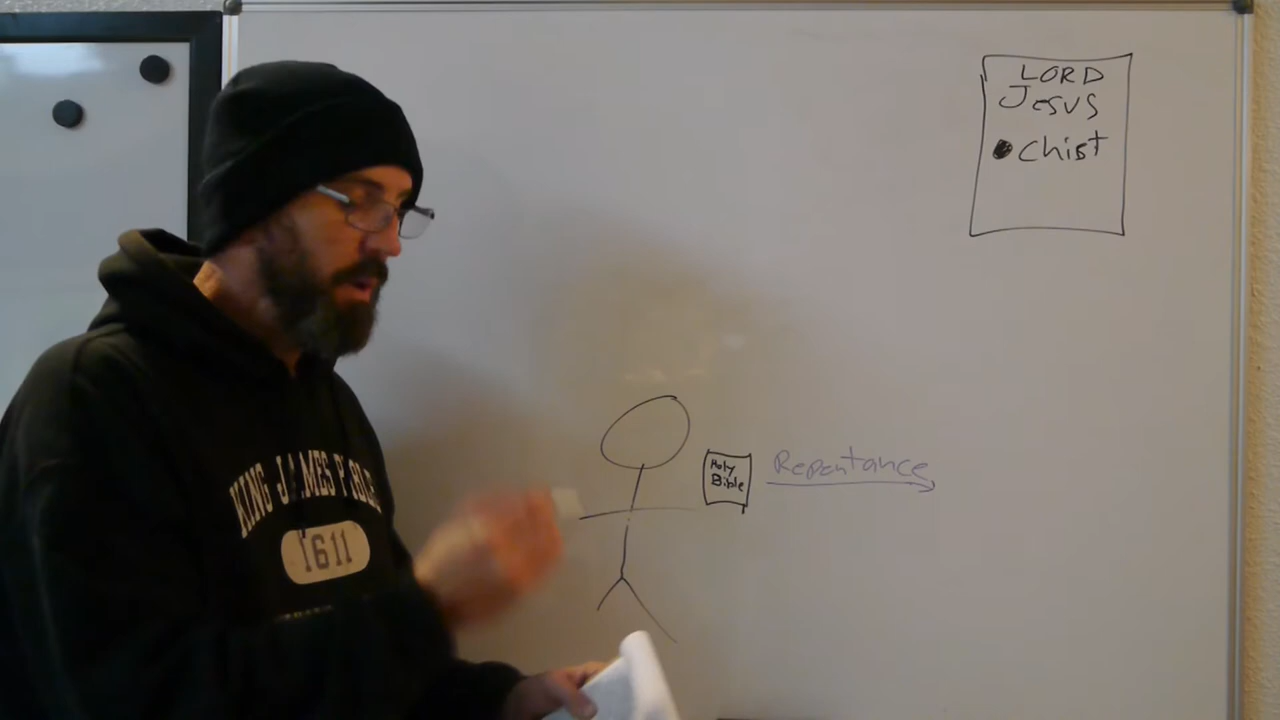 LORD
JESUS
Chist
Holy
Bible
Repentance
KING JAMES BIBLE
1611